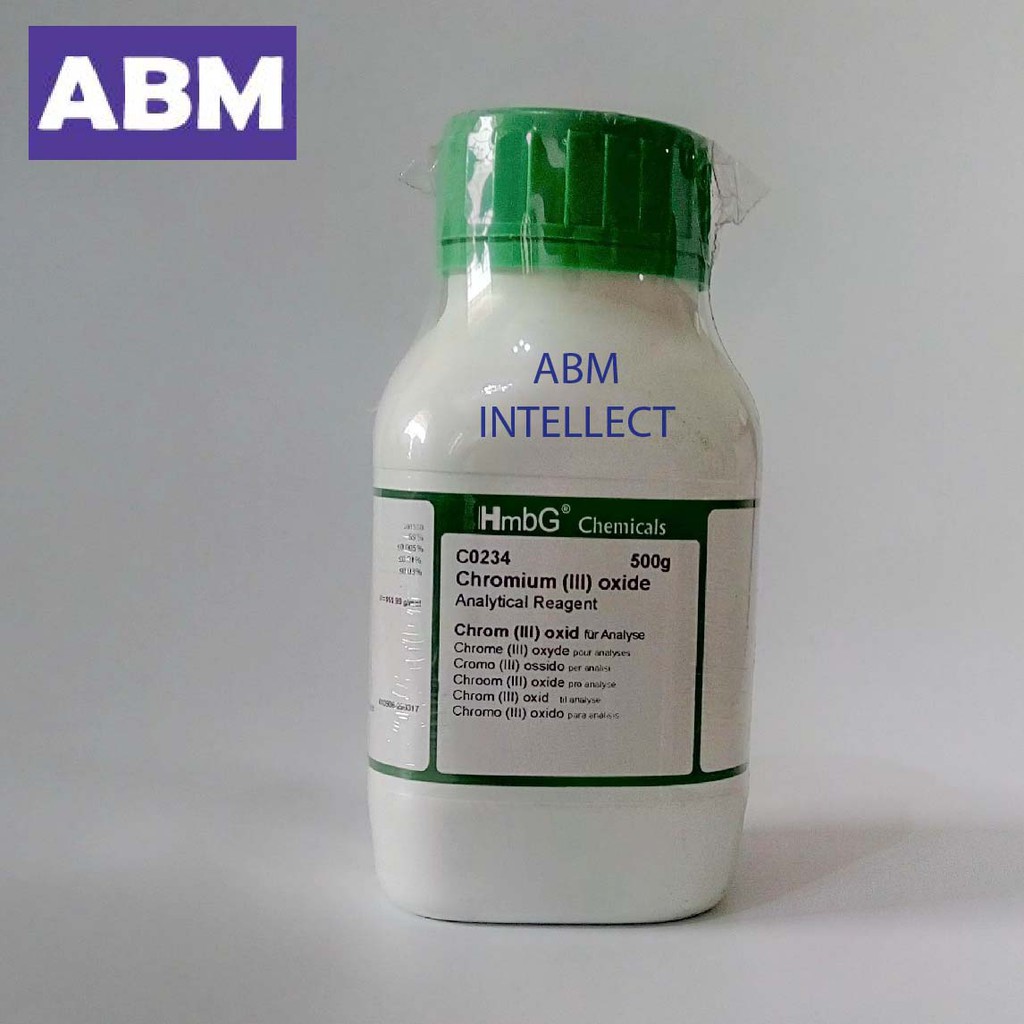 ABM
ABM
INTELLECT
HmbG® Chemicals
C0234 500g
Chromium (III) oxide
Analytical Reagent
Chrom (III) oxid für Analyse
Chrome (III) oxyde pour analyses
Cromo (III) ossido per analisi
Chroom (III) oxide pro analyse
Chrom (III) oxid til analyse
Chromo (III) oxido para análisis